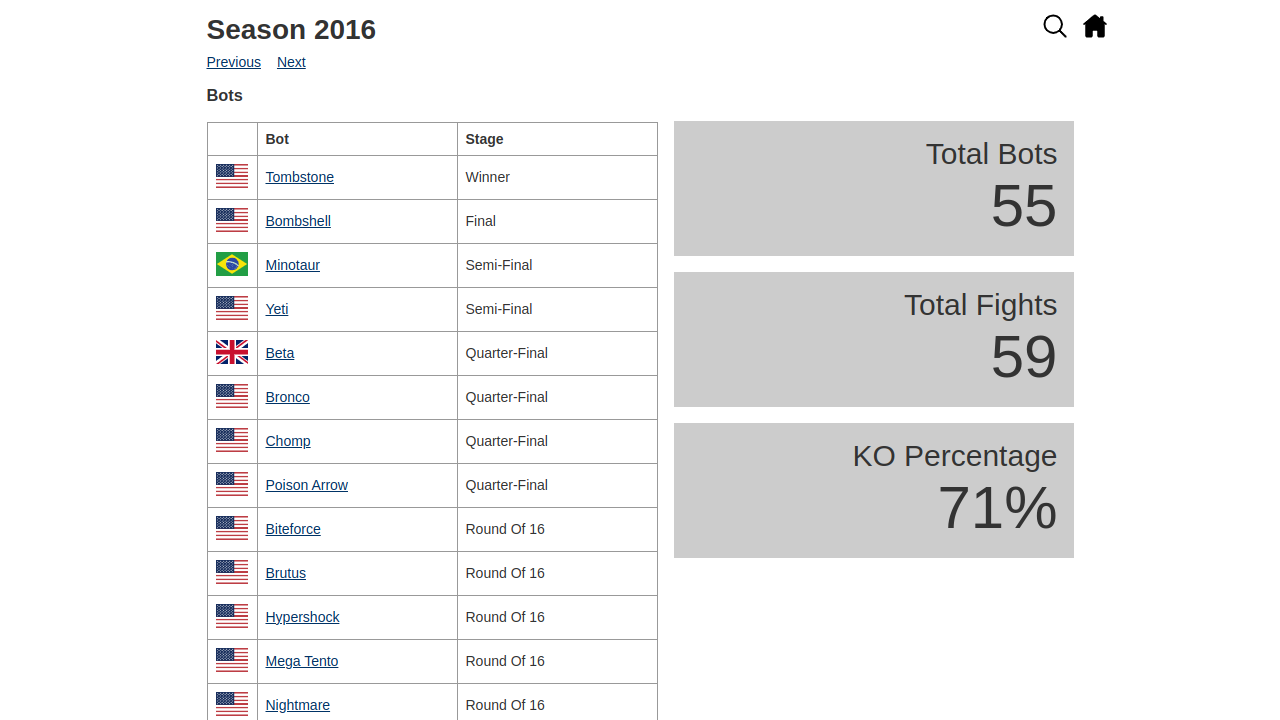 Season 2016
Previous Next
Bots
Bot Stage
Tombstone Winner
Bombshell Final
Minotaur Semi-Final
Yeti Semi-Final
Beta Quarter-Final
Bronco Quarter-Final
Chomp Quarter-Final
Poison Arrow Quarter-Final
Biteforce Round Of 16
Brutus Round Of 16
Hypershock Round Of 16
Mega Tento Round Of 16
Nightmare Round Of 16
Total Bots
55
Total Fights
59
KO Percentage
71%